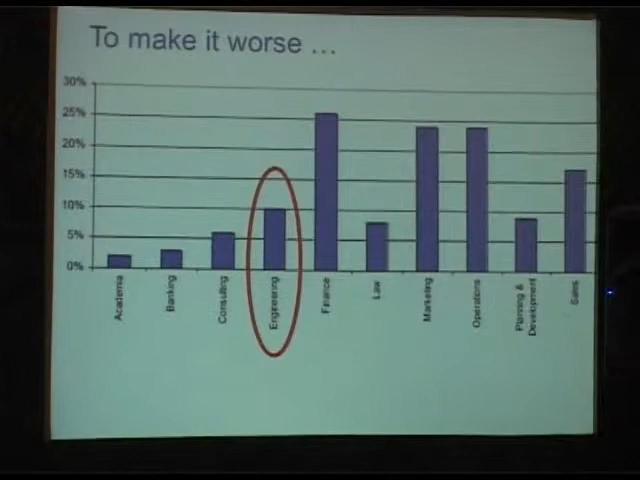 To make it worse ...
30%
25%
20%
15%
10%
5%
0%
Academia
Banking
Consulting
Engineering
Finance
Law
Marketing
Operations
Planning &
Development
Sales